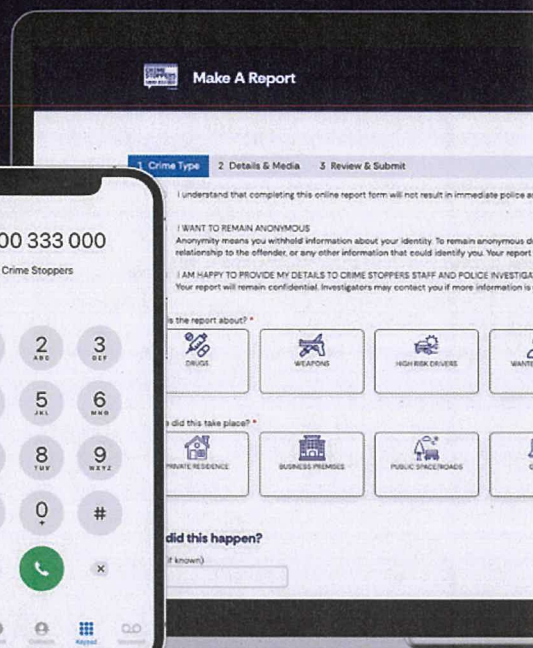 CRIME
STOPPERS
Make A Report
1 Crime Type 2 Details & Media 3 Review & Submit
I understand that completing this online report form will not result in immediate police a
I WANT TO REMAIN ANONYMOUS
Anonymity means you withhold information about your identity. To remain anonymous d
relationship to the offender, or any other information that could identify you. Your report
I AM HAPPY TO PROVIDE MY DETAILS TO CRIME STOPPERS STAFF AND POLICE INVESTIGA
Your report will remain confidential. Investigators may contact you if more information is
is the report about? *
DRUGS
WEAPONS
HIGH RISK DRIVERS
WANTE
did this take place? *
PRIVATE RESIDENCE
BUSINESS PREMISES
PUBLIC SPACE/ROADS
did this happen?
if known)
00 333 000
Crime Stoppers
2
ABC
3
DEF
5
JKL
6
MNO
8
TUV
9
WXYZ
0
+
#
Contacts
Keypad